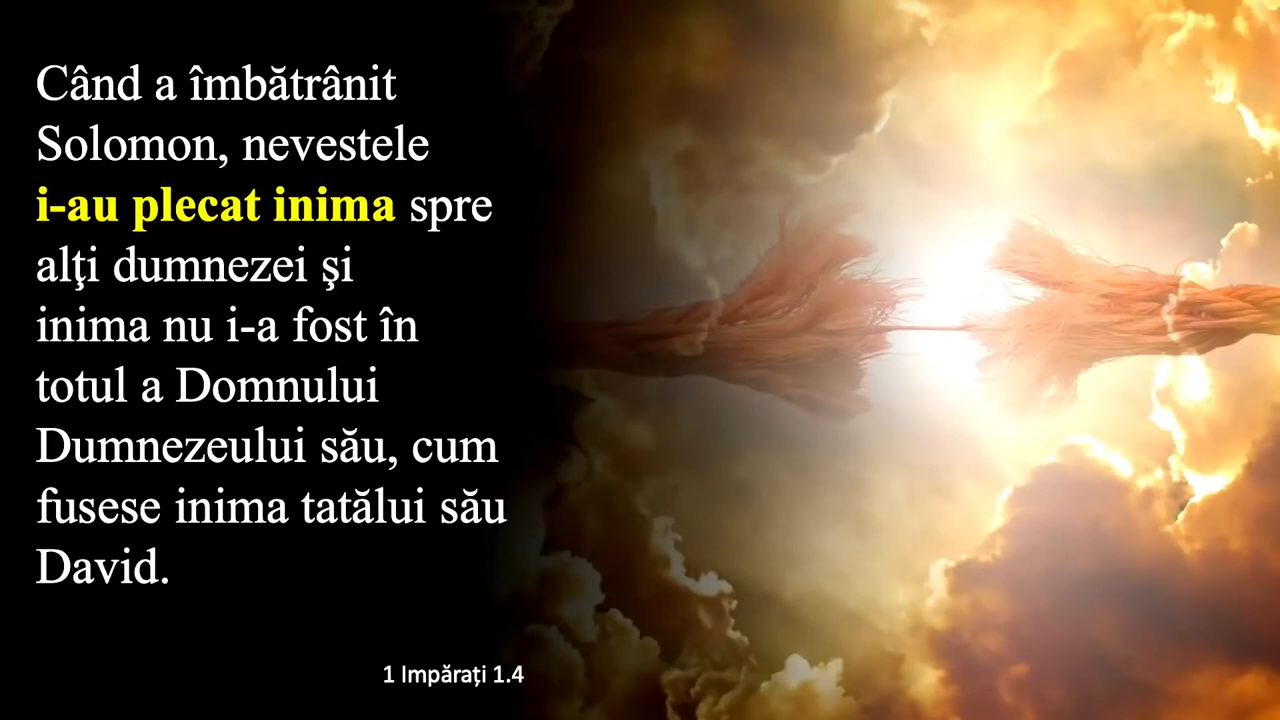 Când a îmbătrânit
Solomon, nevestele
i-au plecat inima spre
alţi dumnezei şi
inima nu i-a fost în
totul a Domnului
Dumnezeului său, cum
fusese inima tatălui său
David.
1 Impărați 1.4